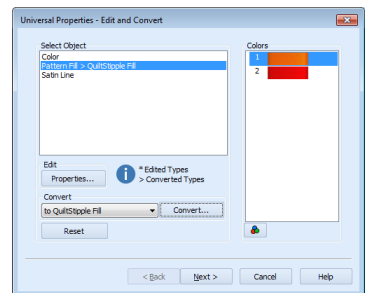 Universal Properties - Edit and Convert
Select Object
Colors
Color
Pattern Fill > QuiltStipple Fill
Satin Line
1
2
Edit
Properties...
* Edited Types
> Converted Types
Convert
to QuiltStipple Fill
Convert...
Reset
< Back
Next >
Cancel
Help